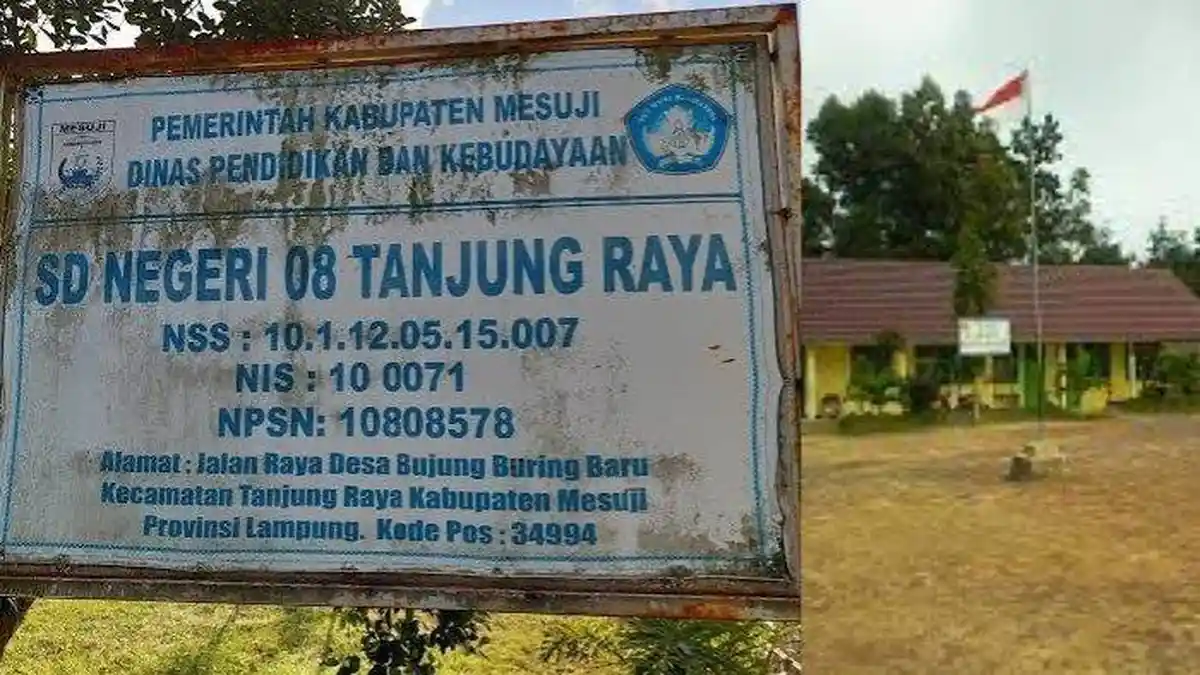 MESUJI
PEMERINTAH KABUPATEN MESUJI
DINAS PENDIDIKAN DAN KEBUDAYAAN
SD NEGERI 08 TANJUNG RAYA
NSS : 10.1.12.05.15.007
NIS : 10 0071
NPSN: 10808578
Alamat : Jalan Raya Desa Bujung Buring Baru
Kecamatan Tanjung Raya Kabupaten Mesuji
Provinsi Lampung. Kode Pos : 34994